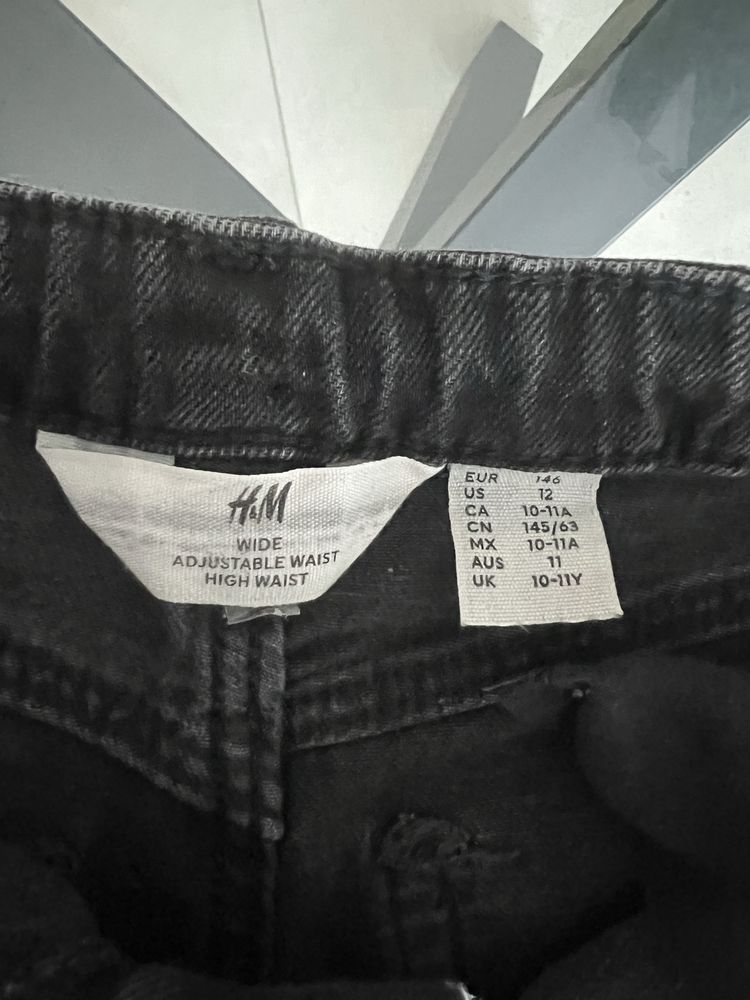 H&M
WIDE
ADJUSTABLE WAIST
HIGH WAIST
EUR 146
US 12
CA 10-11A
CN 145/63
MX 10-11A
AUS 11
UK 10-11Y